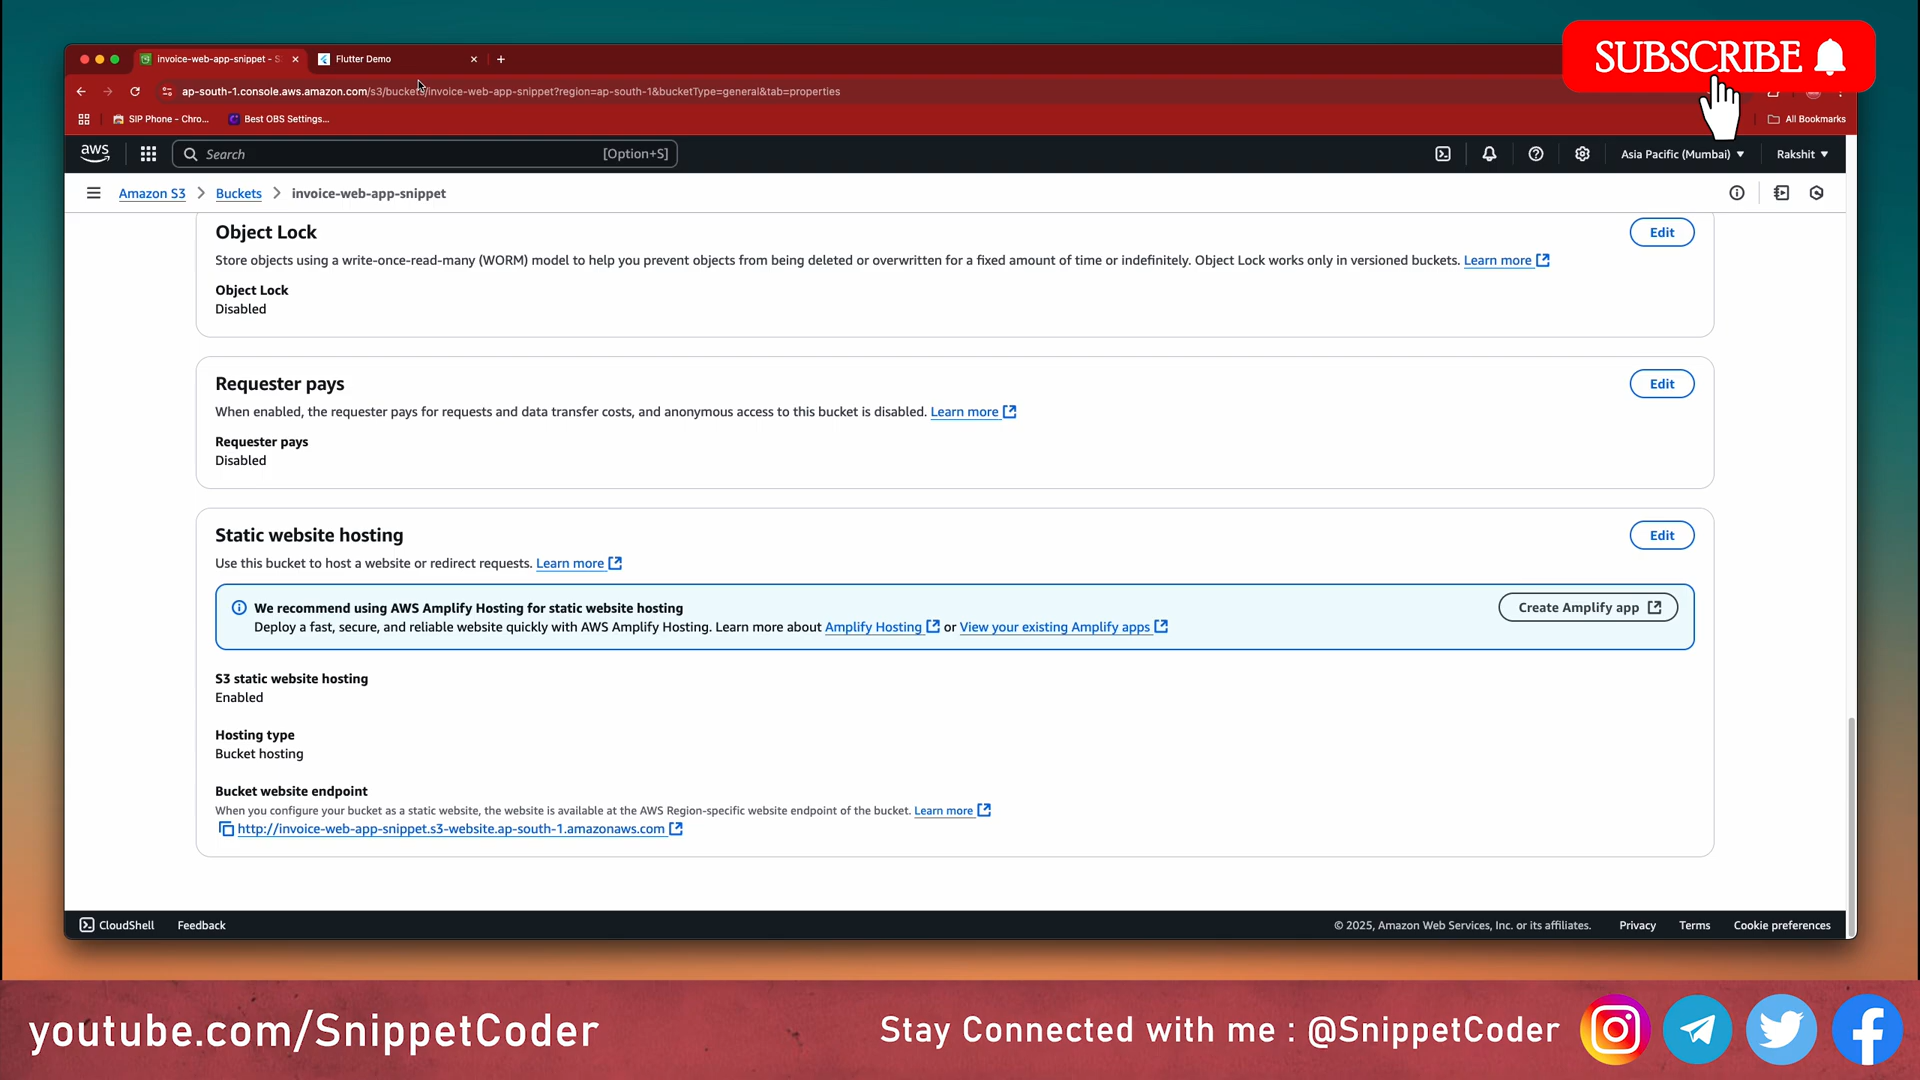 SUBSCRIBE
invoice-web-app-snippet - S
Flutter Demo
ap-south-1.console.aws.amazon.com/s3/buckets/invoice-web-app-snippet?region=ap-south-1&bucketType=general&tab=properties
SIP Phone - Chro...
Best OBS Settings...
All Bookmarks
aws
Search
[Option+S]
Asia Pacific (Mumbai)
Rakshit
Amazon S3 > Buckets > invoice-web-app-snippet
Object Lock
Edit
Store objects using a write-once-read-many (WORM) model to help you prevent objects from being deleted or overwritten for a fixed amount of time or indefinitely. Object Lock works only in versioned buckets. Learn more
Object Lock
Disabled
Requester pays
Edit
When enabled, the requester pays for requests and data transfer costs, and anonymous access to this bucket is disabled. Learn more
Requester pays
Disabled
Static website hosting
Edit
Use this bucket to host a website or redirect requests. Learn more
We recommend using AWS Amplify Hosting for static website hosting
Create Amplify app
Deploy a fast, secure, and reliable website quickly with AWS Amplify Hosting. Learn more about Amplify Hosting or View your existing Amplify apps
S3 static website hosting
Enabled
Hosting type
Bucket hosting
Bucket website endpoint
When you configure your bucket as a static website, the website is available at the AWS Region-specific website endpoint of the bucket. Learn more
http://invoice-web-app-snippet.s3-website.ap-south-1.amazonaws.com
CloudShell
Feedback
© 2025, Amazon Web Services, Inc. or its affiliates.
Privacy
Terms
Cookie preferences
youtube.com/SnippetCoder
Stay Connected with me : @SnippetCoder